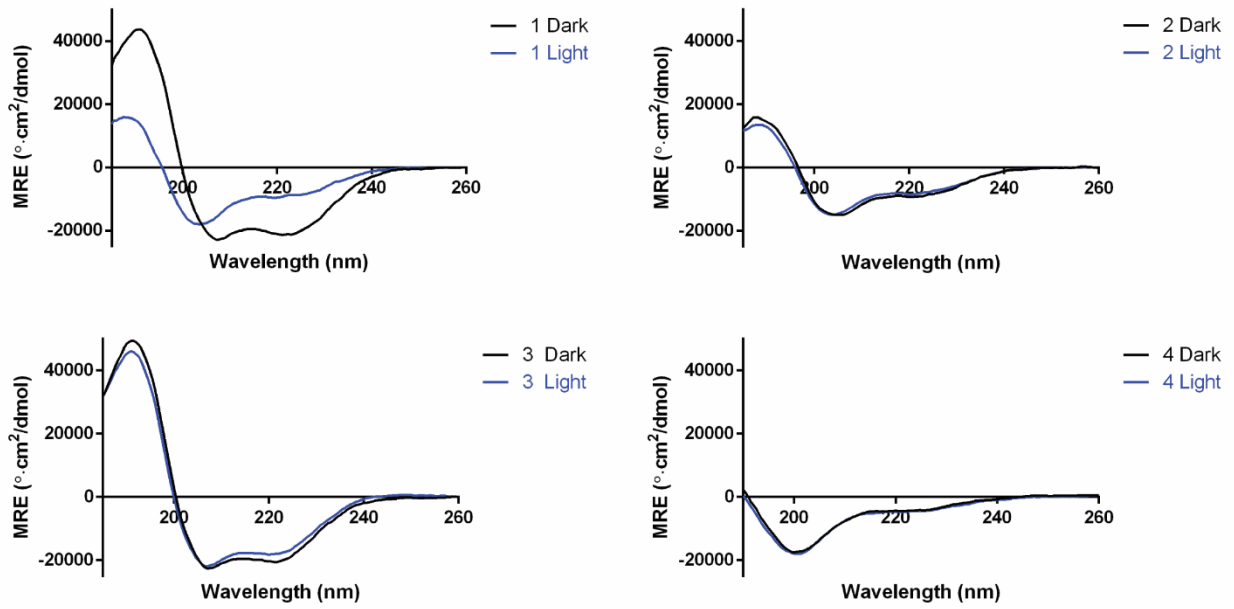 1 Dark
1 Light
MRE (°·cm²/dmol)
40000
20000
0
-20000
200
220
240
260
Wavelength (nm)
2 Dark
2 Light
MRE (°·cm²/dmol)
40000
20000
0
-20000
200
220
240
260
Wavelength (nm)
3 Dark
3 Light
MRE (°·cm²/dmol)
40000
20000
0
-20000
200
220
240
260
Wavelength (nm)
4 Dark
4 Light
MRE (°·cm²/dmol)
40000
20000
0
-20000
200
220
240
260
Wavelength (nm)